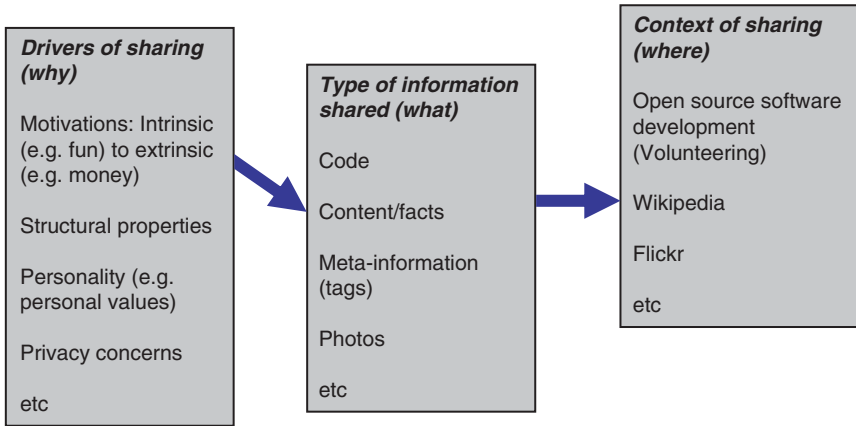 Drivers of sharing
(why)
Motivations: Intrinsic
(e.g. fun) to extrinsic
(e.g. money)
Structural properties
Personality (e.g.
personal values)
Privacy concerns
etc
Type of information
shared (what)
Code
Content/facts
Meta-information
(tags)
Photos
etc
Context of sharing
(where)
Open source software
development
(Volunteering)
Wikipedia
Flickr
etc